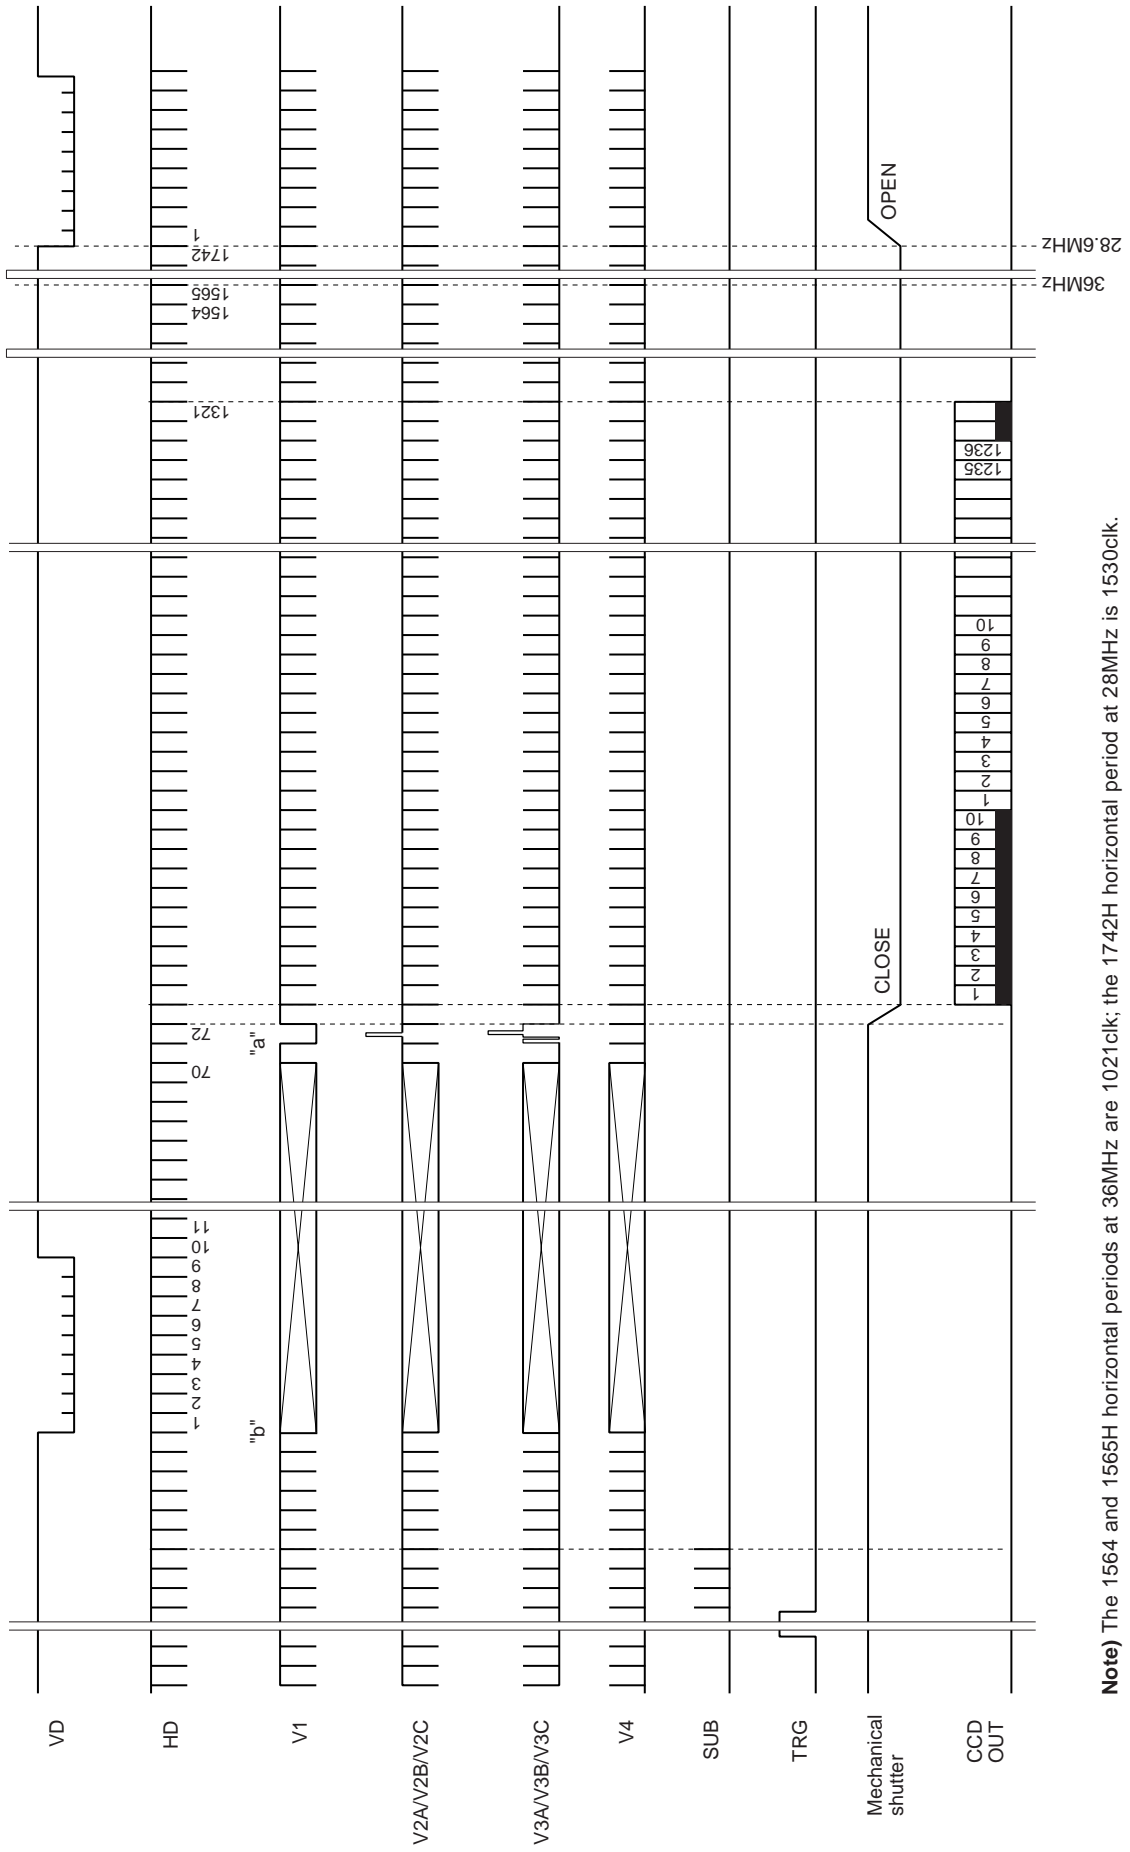 VD
HD
V1
V2A/V2B/V2C
V3A/V3B/V3C
V4
SUB
TRG
Mechanical
shutter
CCD
OUT
1
2
3
4
5
6
7
8
9
10
11
70
72
1321
1564
1565
1742
1
"b"
"a"
CLOSE
OPEN
1
2
3
4
5
6
7
8
9
10
1
2
3
4
5
6
7
8
9
10
1235
1236
36MHz
28.6MHz
Note) The 1564 and 1565H horizontal periods at 36MHz are 1021clk; the 1742H horizontal period at 28MHz is 1530clk.